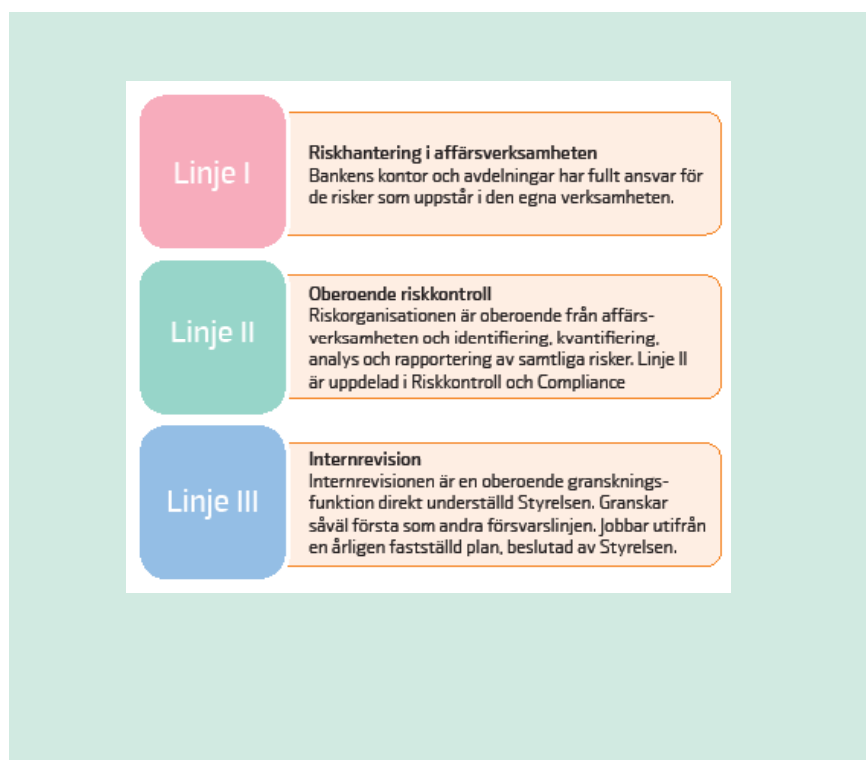 Linje I
Riskhantering i affärsverksamheten
Bankens kontor och avdelningar har fullt ansvar för
de risker som uppstår i den egna verksamheten.
Linje II
Oberoende riskkontroll
Riskorganisationen är oberoende från affärs-
verksamheten och identifiering, kvantifiering,
analys och rapportering av samtliga risker. Linje II
är uppdelad i Riskkontroll och Compliance
Linje III
Internrevision
Internrevisionen är en oberoende gransknings-
funktion direkt underställd Styrelsen. Granskar
såväl första som andra försvarslinjen. Jobbar utifrån
en årligen fastställd plan, beslutad av Styrelsen.